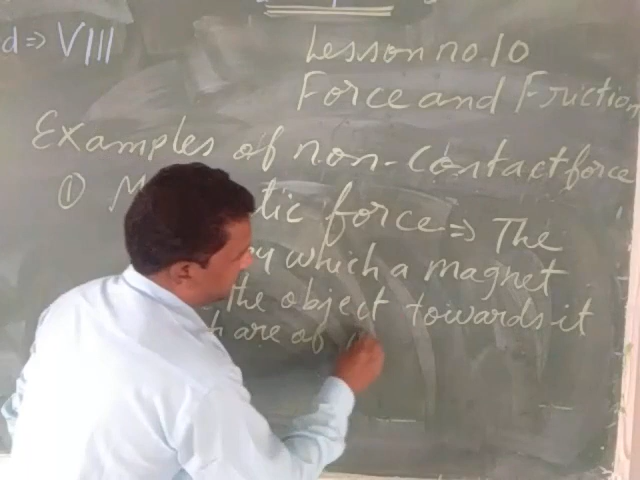 d ⇒ VIII
Lesson no. 10
Force and Friction
Examples of non-contact force
① M tic force ⇒ The
by which a magnet
the object towards it
h are of